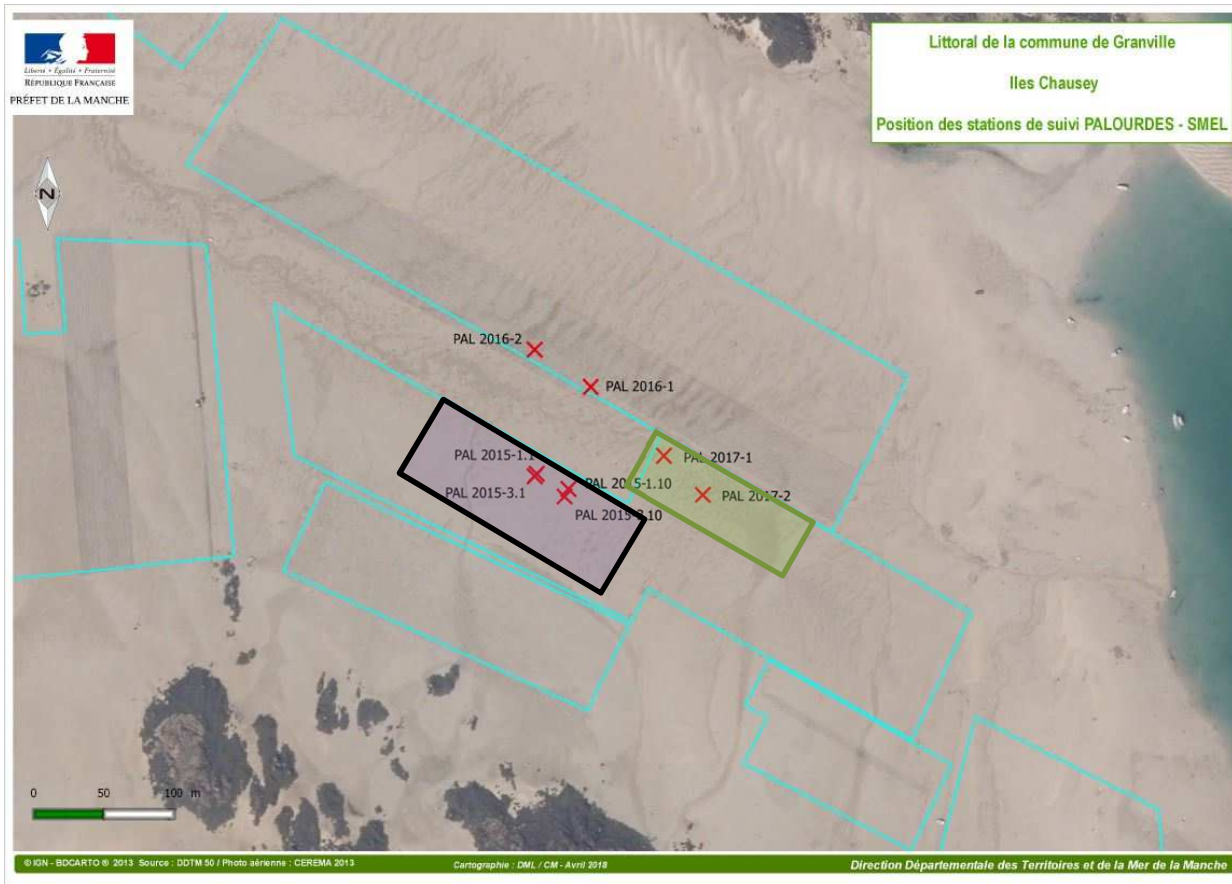 Liberté • Égalité • Fraternité
RÉPUBLIQUE FRANÇAISE
PRÉFET DE LA MANCHE
Littoral de la commune de Granville
Iles Chausey
Position des stations de suivi PALOURDES - SMEL
N
PAL 2016-2
PAL 2016-1
PAL 2015-1.1
PAL 2017-1
PAL 2015-1.10
PAL 2015-3.1
PAL 2017-2
PAL 2015-3.10
0 50 100 m
© IGN - BDCARTO ® 2013 Source : DDTM 50 / Photo aérienne : CEREMA 2013
Cartographie : DML / CM - Avril 2018
Direction Départementale des Territoires et de la Mer de la Manche